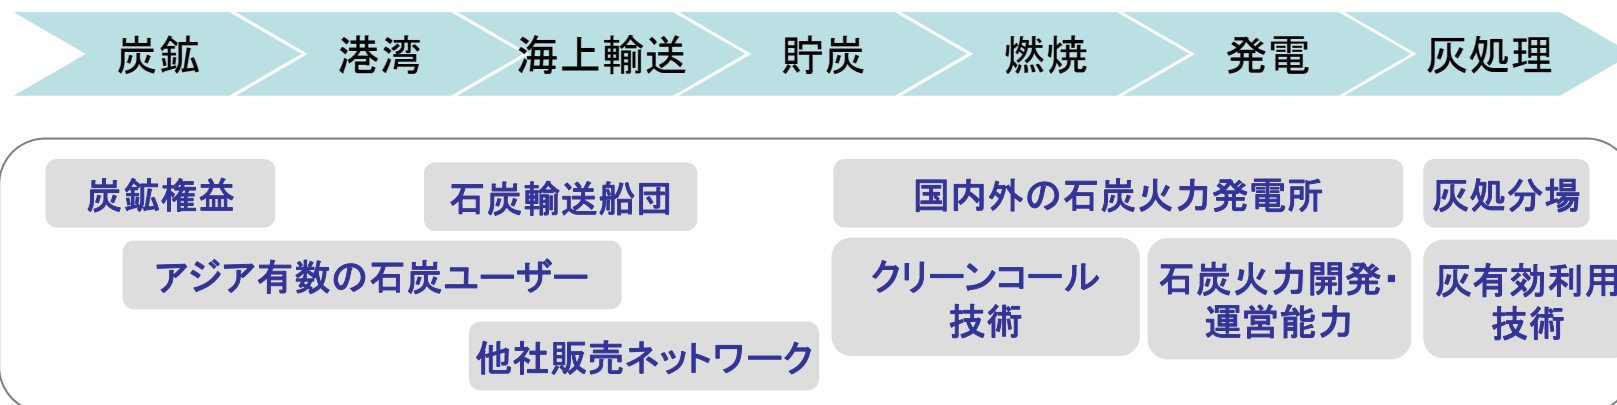 炭鉱
港湾
海上輸送
貯炭
燃焼
発電
灰処理
炭鉱権益
石炭輸送船団
国内外の石炭火力発電所
灰処分場
アジア有数の石炭ユーザー
クリーンコール
技術
石炭火力開発・
運営能力
灰有効利用
技術
他社販売ネットワーク